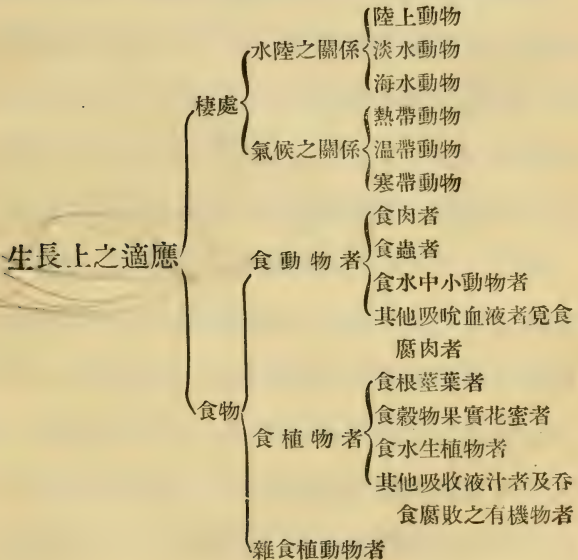 陸上動物
水陸之關係
淡水動物
海水動物
棲處
熱帶動物
氣候之關係
溫帶動物
寒帶動物
生長上之適應
食肉者
食動物者
食蟲者
食水中小動物者
其他吸吮血液者覓食
腐肉者
食物
食根莖葉者
食植物者
食穀物果實花蜜者
食水生植物者
其他吸收液汁者及吞
食腐敗之有機物者
雜食植動物者